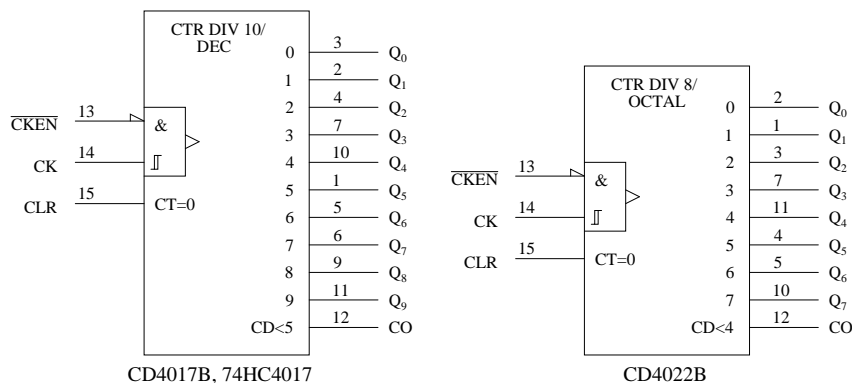 CTR DIV 10/
DEC
0 3 Q0
1 2 Q1
2 4 Q2
3 7 Q3
4 10 Q4
5 1 Q5
6 5 Q6
7 6 Q7
8 9 Q8
9 11 Q9
CD<5 12 CO
CKEN 13
&
CK 14
CLR 15
CT=0
CD4017B, 74HC4017
CTR DIV 8/
OCTAL
0 2 Q0
1 1 Q1
2 3 Q2
3 7 Q3
4 11 Q4
5 4 Q5
6 5 Q6
7 10 Q7
CD<4 12 CO
CKEN 13
&
CK 14
CLR 15
CT=0
CD4022B